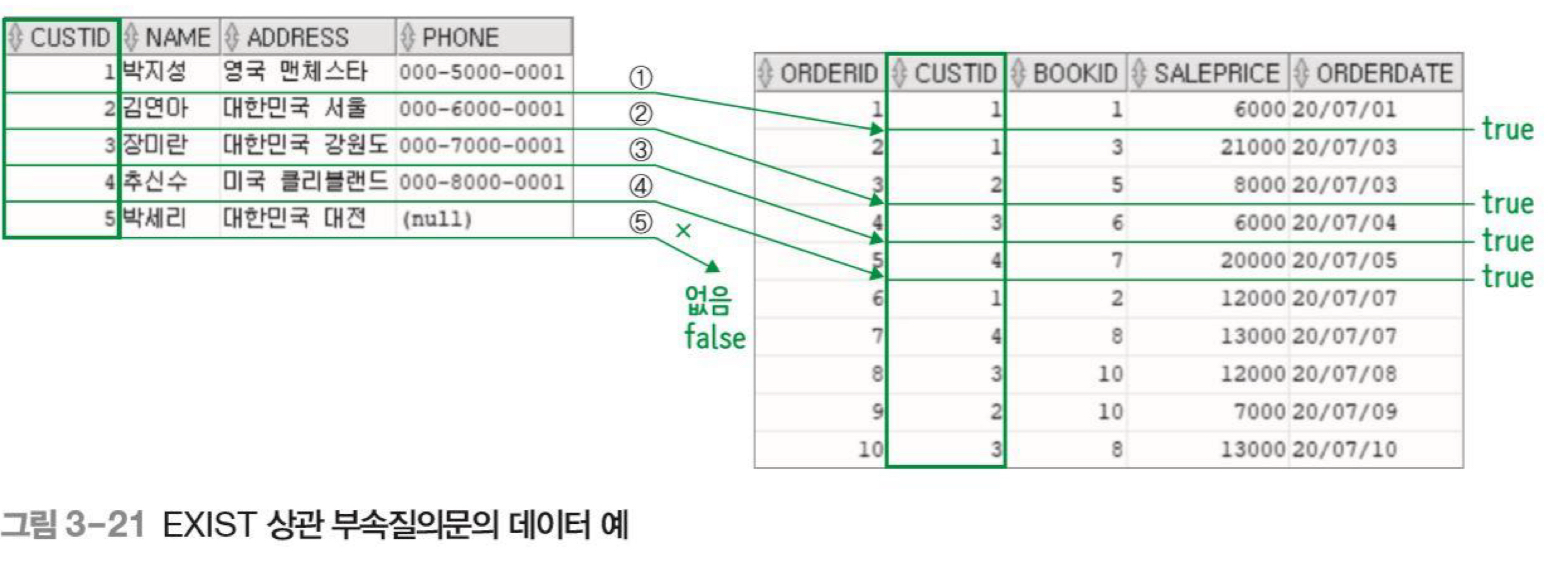 CUSTID NAME ADDRESS PHONE
1 박지성 영국 맨체스타 000-5000-0001
2 김연아 대한민국 서울 000-6000-0001
3 장미란 대한민국 강원도 000-7000-0001
4 추신수 미국 클리블랜드 000-8000-0001
5 박세리 대한민국 대전 (null)
①
②
③
④
⑤ ×
없음
false
ORDERID CUSTID BOOKID SALEPRICE ORDERDATE
1 1 1 6000 20/07/01
2 1 3 21000 20/07/03
3 2 5 8000 20/07/03
4 3 6 6000 20/07/04
5 4 7 20000 20/07/05
6 1 2 12000 20/07/07
7 4 8 13000 20/07/07
8 3 10 12000 20/07/08
9 2 10 7000 20/07/09
10 3 8 13000 20/07/10
true
true
true
true
그림 3-21 EXIST 상관 부속질의문의 데이터 예